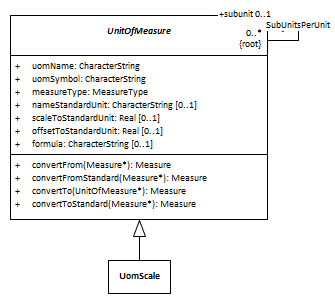 +subunit 0..1
UnitOfMeasure
SubUnitsPerUnit
0..*
{root}
+ uomName: CharacterString
+ uomSymbol: CharacterString
+ measureType: MeasureType
+ nameStandardUnit: CharacterString [0..1]
+ scaleToStandardUnit: Real [0..1]
+ offsetToStandardUnit: Real [0..1]
+ formula: CharacterString [0..1]
+ convertFrom(Measure*): Measure
+ convertFromStandard(Measure*): Measure
+ convertTo(UnitOfMeasure*): Measure
+ convertToStandard(Measure*): Measure
UomScale